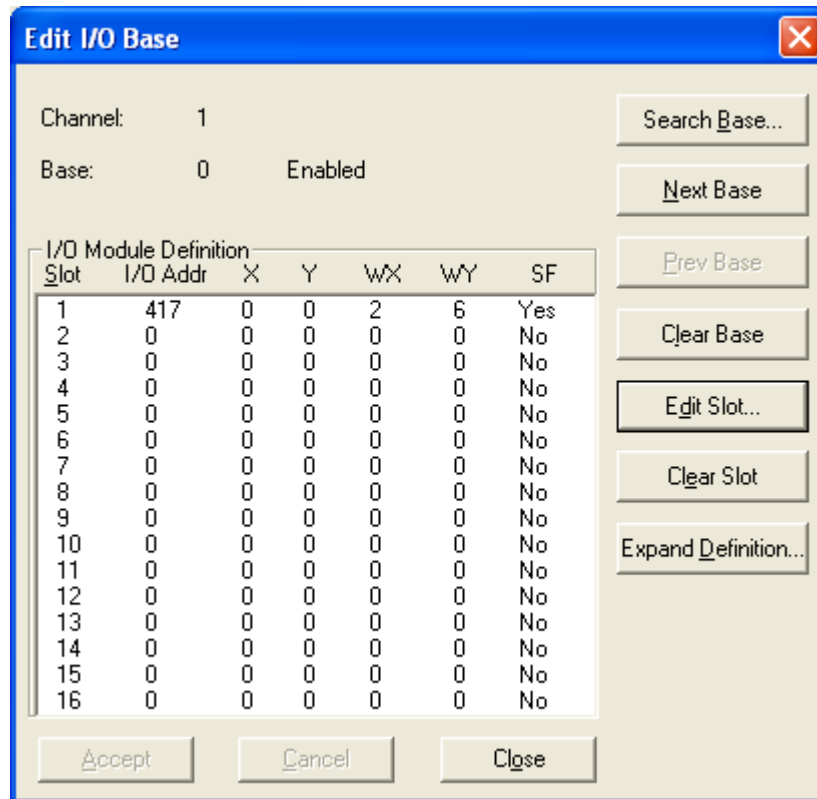 Edit I/O Base
Channel: 1
Base: 0 Enabled
I/O Module Definition
Slot I/O Addr X Y WX WY SF
1 417 0 0 2 6 Yes
2 0 0 0 0 0 No
3 0 0 0 0 0 No
4 0 0 0 0 0 No
5 0 0 0 0 0 No
6 0 0 0 0 0 No
7 0 0 0 0 0 No
8 0 0 0 0 0 No
9 0 0 0 0 0 No
10 0 0 0 0 0 No
11 0 0 0 0 0 No
12 0 0 0 0 0 No
13 0 0 0 0 0 No
14 0 0 0 0 0 No
15 0 0 0 0 0 No
16 0 0 0 0 0 No
Search Base...
Next Base
Prev Base
Clear Base
Edit Slot...
Clear Slot
Expand Definition...
Accept Cancel Close